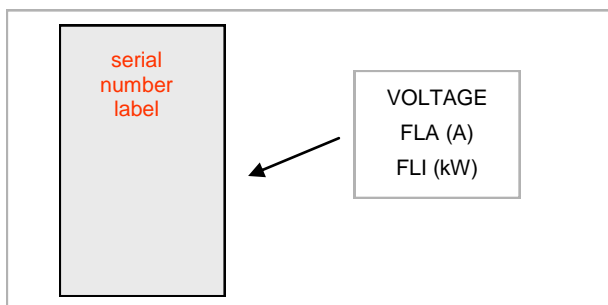 serial
number
label
VOLTAGE
FLA (A)
FLI (kW)